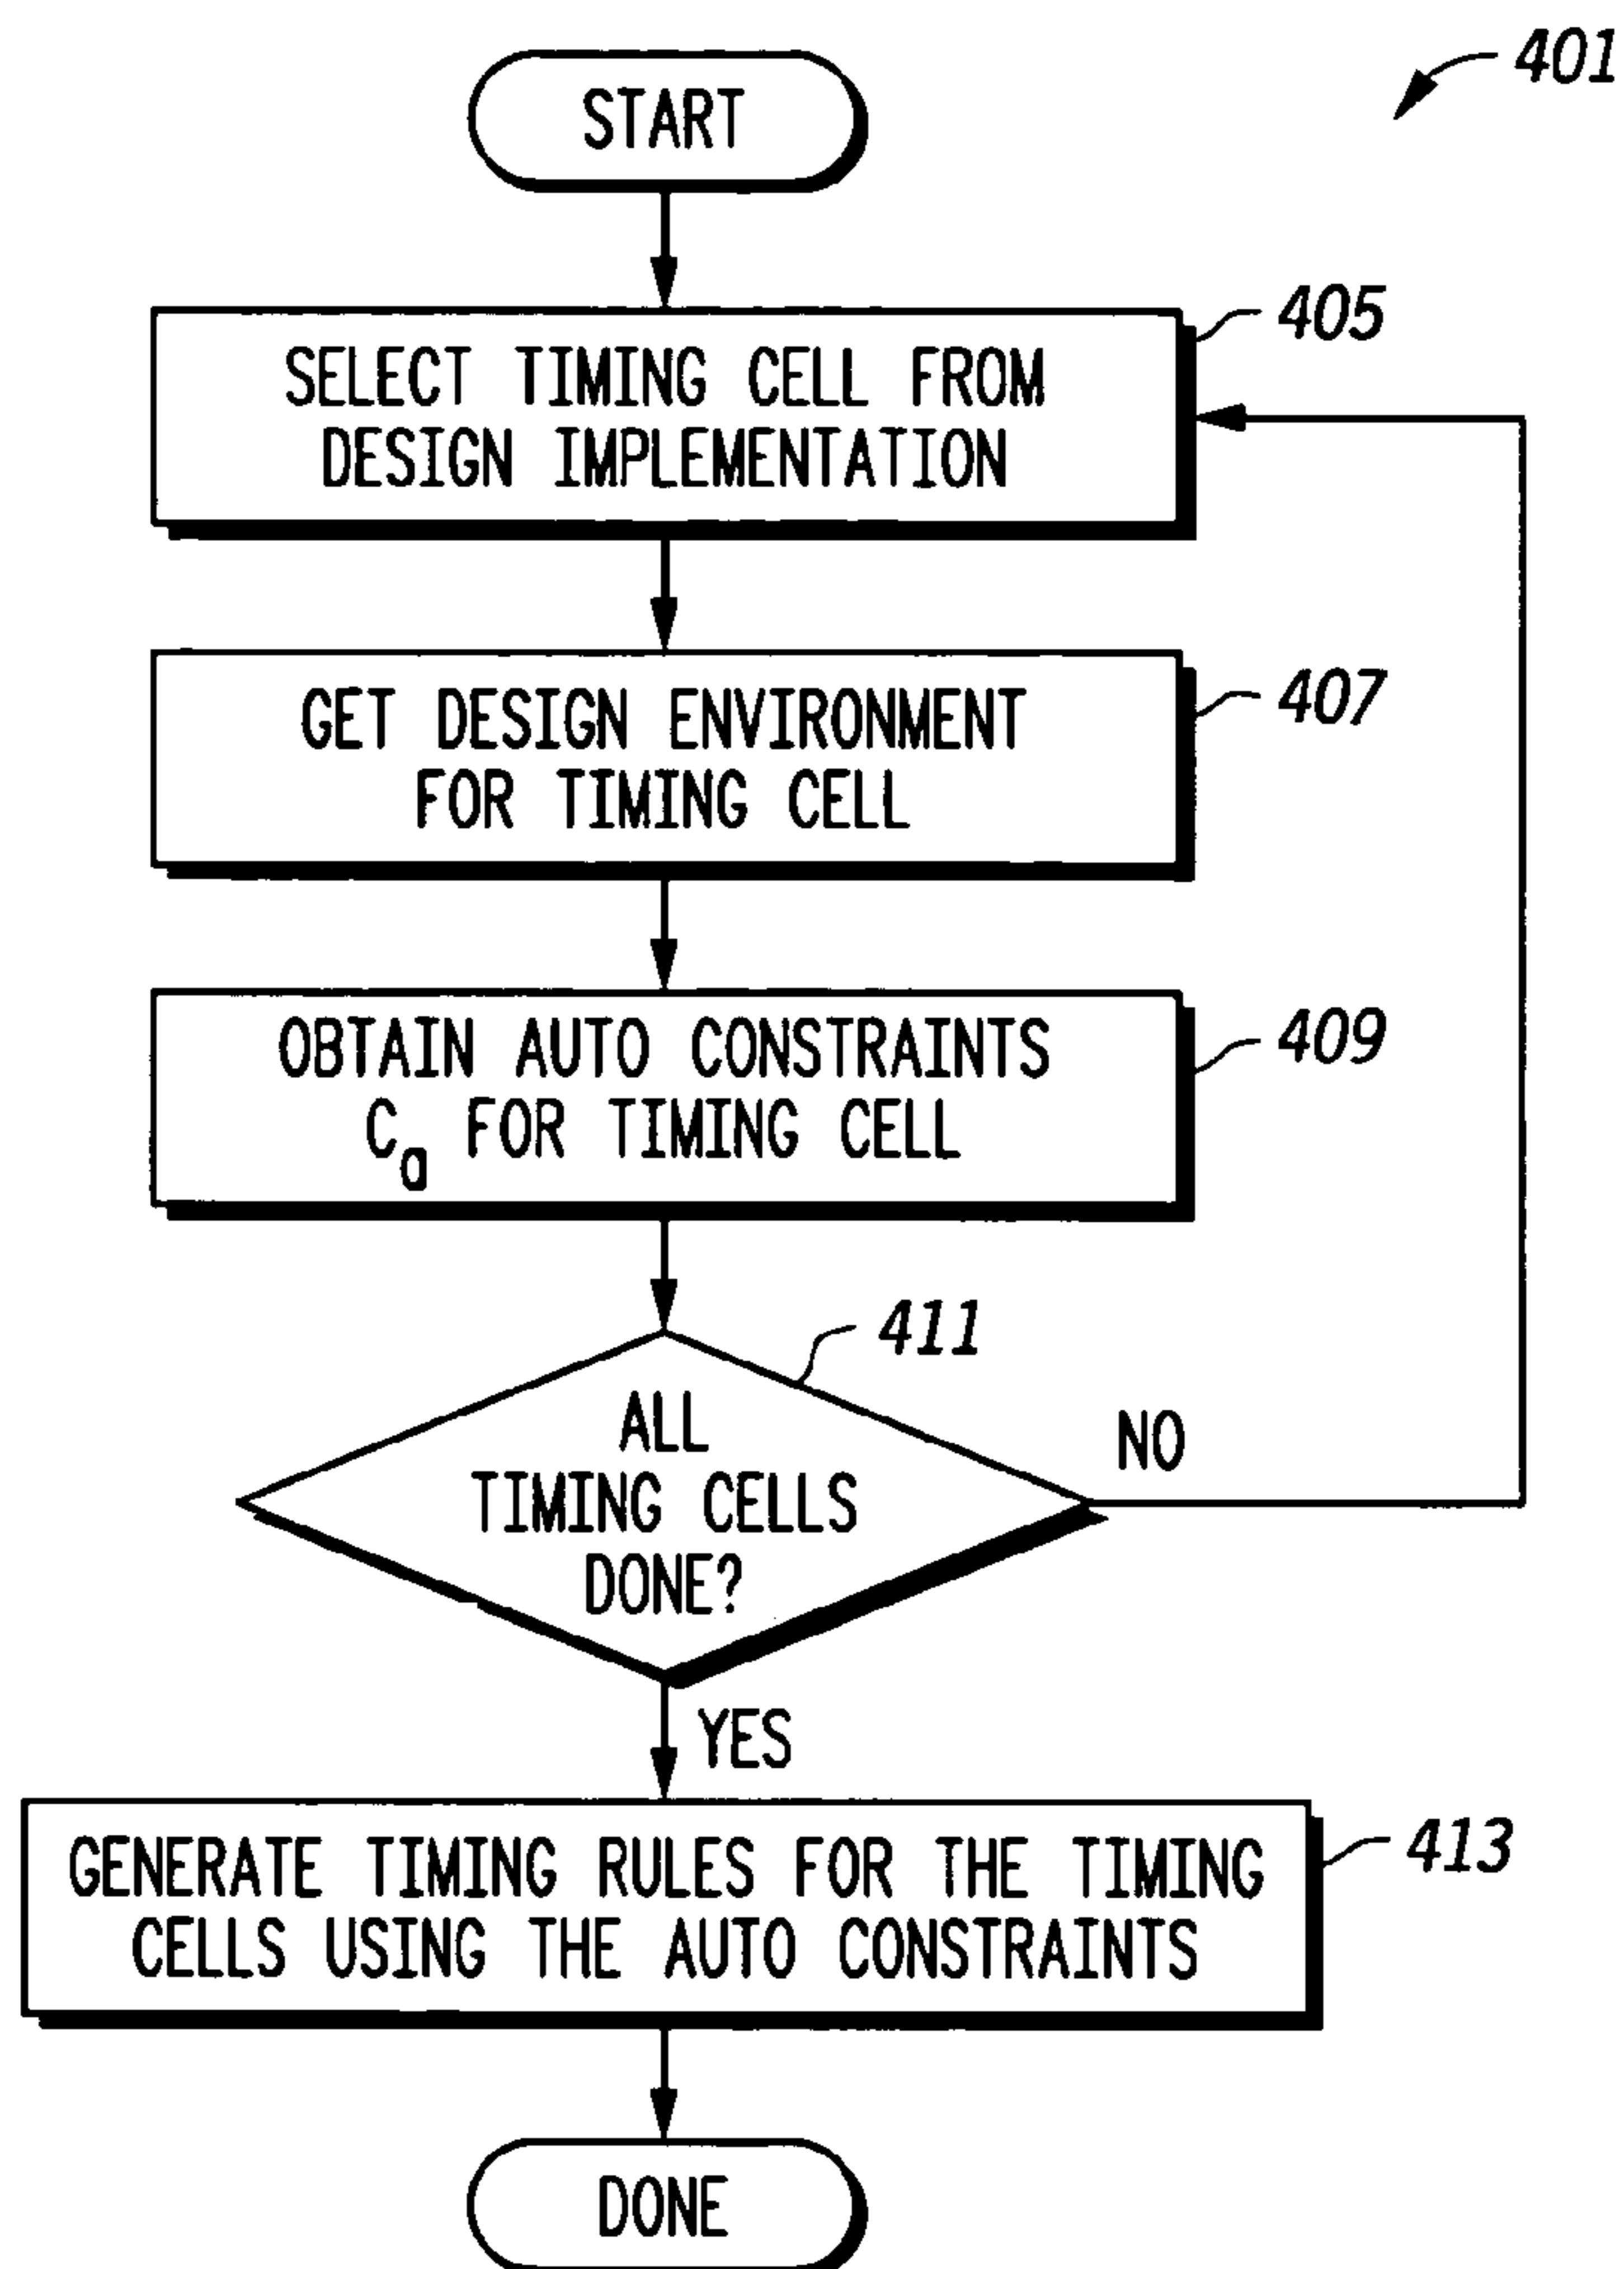 401
START
405
SELECT TIMING CELL FROM
DESIGN IMPLEMENTATION
407
GET DESIGN ENVIRONMENT
FOR TIMING CELL
409
OBTAIN AUTO CONSTRAINTS
Ca FOR TIMING CELL
411
ALL
TIMING CELLS
DONE?
NO
YES
413
GENERATE TIMING RULES FOR THE TIMING
CELLS USING THE AUTO CONSTRAINTS
DONE